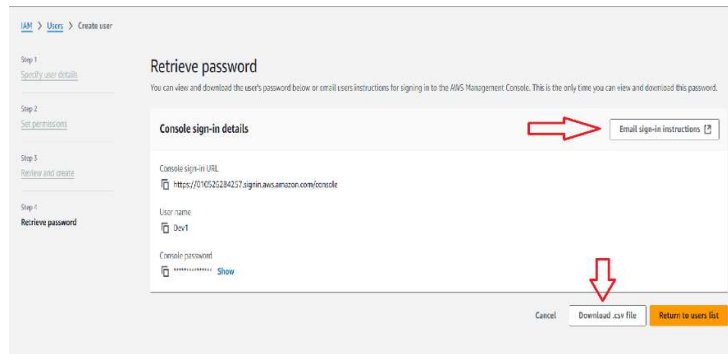 IAM > Users > Create user
Step 1
Specify user details
Step 2
Set permissions
Step 3
Review and create
Step 4
Retrieve password
Retrieve password
You can view and download the user's password below or email users instructions for signing in to the AWS Management Console. This is the only time you can view and download this password.
Console sign-in details
Email sign-in instructions
Console sign-in URL
https://010526284257.signin.aws.amazon.com/console
User name
Dev1
Console password
************** Show
Cancel
Download .csv file
Return to users list